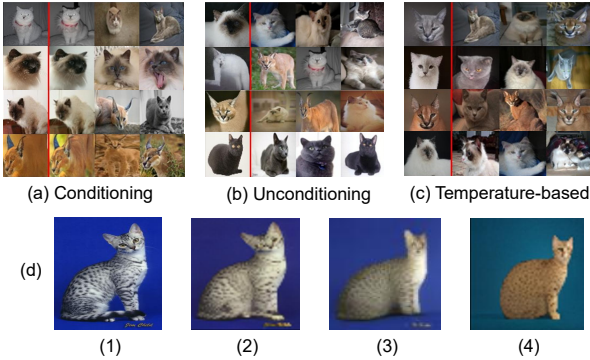 (a) Conditioning
(b) Unconditioning
(c) Temperature-based
(d)
(1)
(2)
(3)
(4)